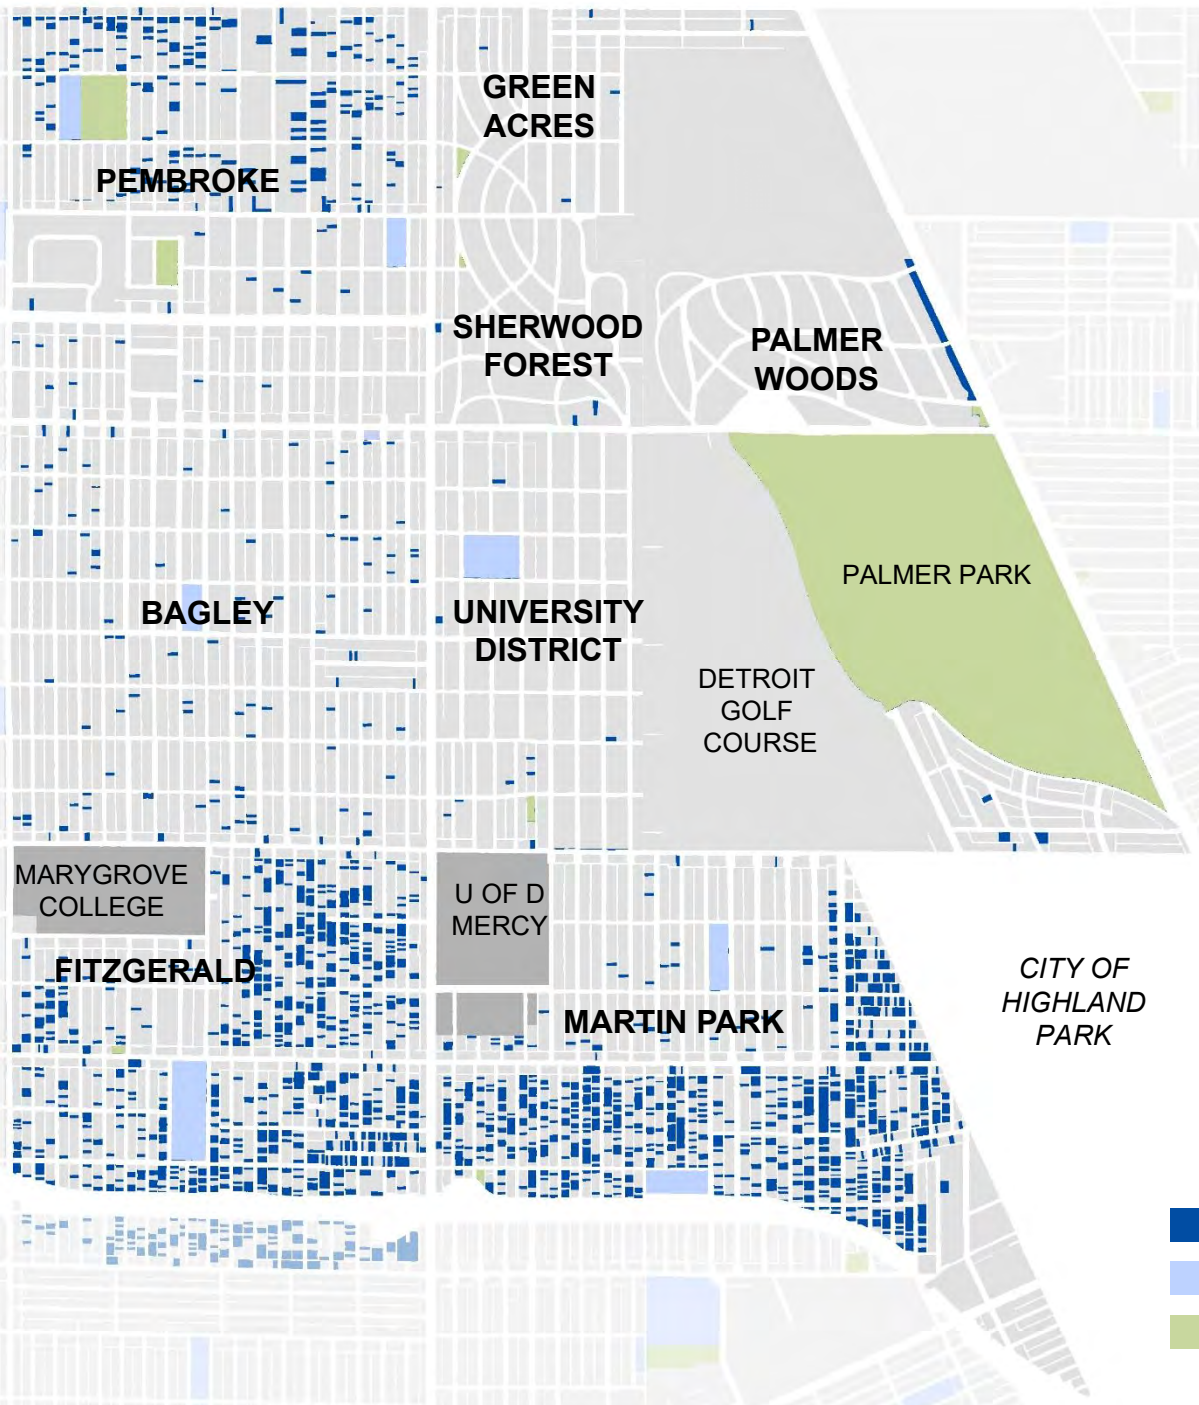 GREEN
ACRES
PEMBROKE
SHERWOOD
FOREST
PALMER
WOODS
PALMER PARK
BAGLEY
UNIVERSITY
DISTRICT
DETROIT
GOLF
COURSE
MARYGROVE
COLLEGE
U OF D
MERCY
FITZGERALD
MARTIN PARK
CITY OF
HIGHLAND
PARK